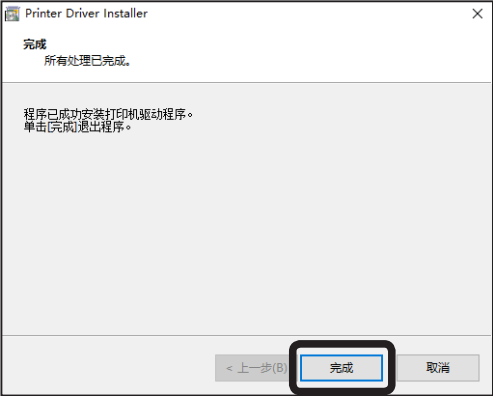 Printer Driver Installer
完成
所有处理已完成。
程序已成功安装打印机驱动程序。
单击[完成]退出程序。
< 上一步(B)
完成
取消